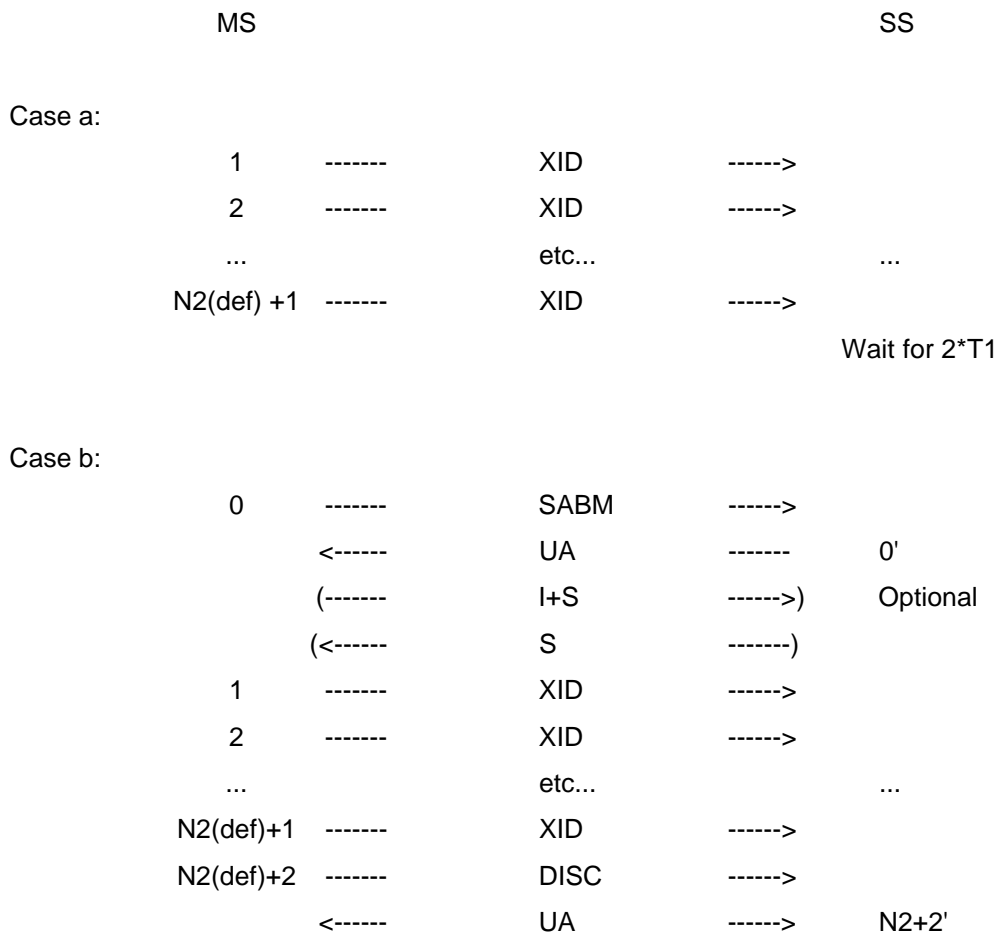 MS SS
Case a:
1 ------- XID ------>
2 ------- XID ------>
... etc... ...
N2(def) +1 ------- XID ------>
Wait for 2*T1
Case b:
0 ------- SABM ------>
<------ UA ------- 0'
(------- I+S ------>) Optional
(<------ S -------)
1 ------- XID ------>
2 ------- XID ------>
... etc... ...
N2(def)+1 ------- XID ------>
N2(def)+2 ------- DISC ------>
<------ UA ------> N2+2'